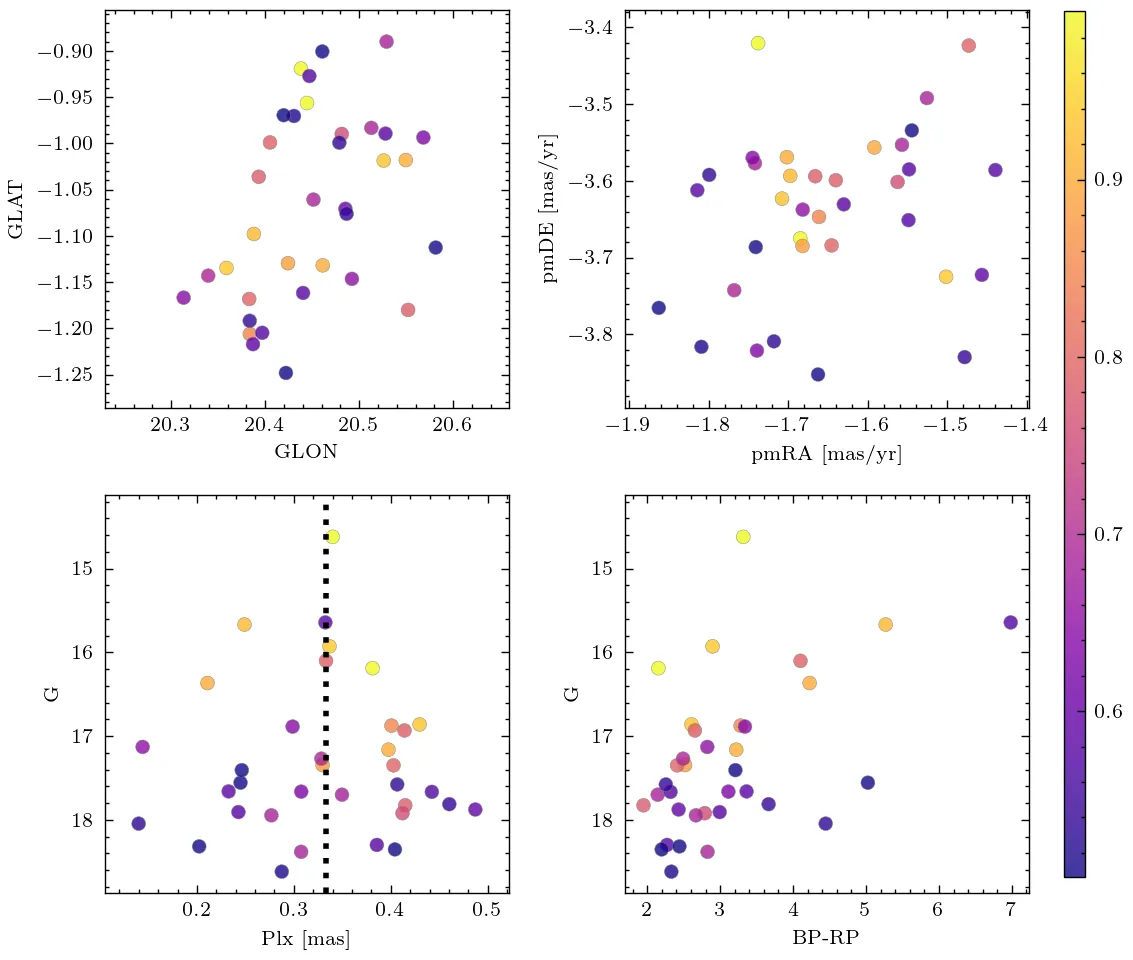 −0.90
−0.95
−1.00
−1.05
−1.10
−1.15
−1.20
−1.25
GLAT
20.3 20.4 20.5 20.6
GLON
−3.4
−3.5
−3.6
−3.7
−3.8
pmDE [mas/yr]
−1.9 −1.8 −1.7 −1.6 −1.5 −1.4
pmRA [mas/yr]
0.9
0.8
0.7
0.6
15
16
17
18
G
0.2 0.3 0.4 0.5
Plx [mas]
15
16
17
18
G
2 3 4 5 6 7
BP-RP